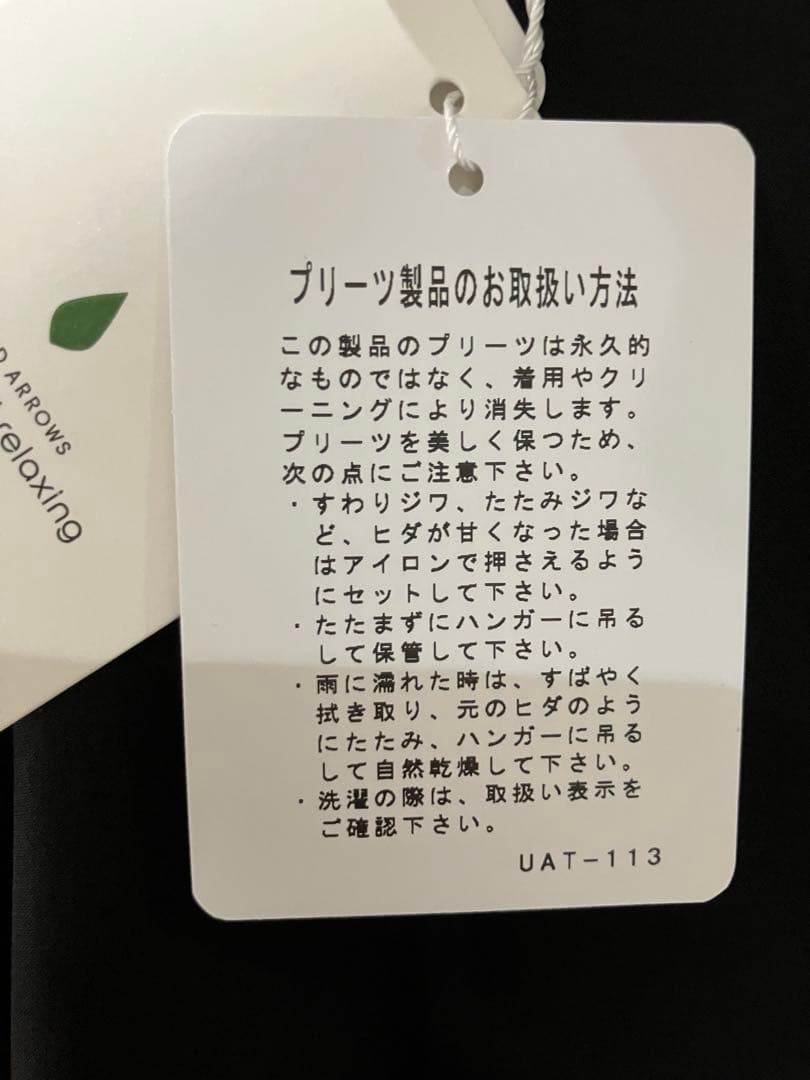 プリーツ製品のお取扱い方法
この製品のプリーツは永久的
なものではなく、着用やクリ
ーニングにより消失します。
プリーツを美しく保つため、
次の点にご注意下さい。
・すわりジワ、たたみジワな
ど、ヒダが甘くなった場合
はアイロンで押さえるよう
にセットして下さい。
・たたまずにハンガーに吊る
して保管して下さい。
・雨に濡れた時は、すばやく
拭き取り、元のヒダのよう
にたたみ、ハンガーに吊る
して自然乾燥して下さい。
・洗濯の際は、取扱い表示を
ご確認下さい。
UAT-113
D ARROWS
relaxing